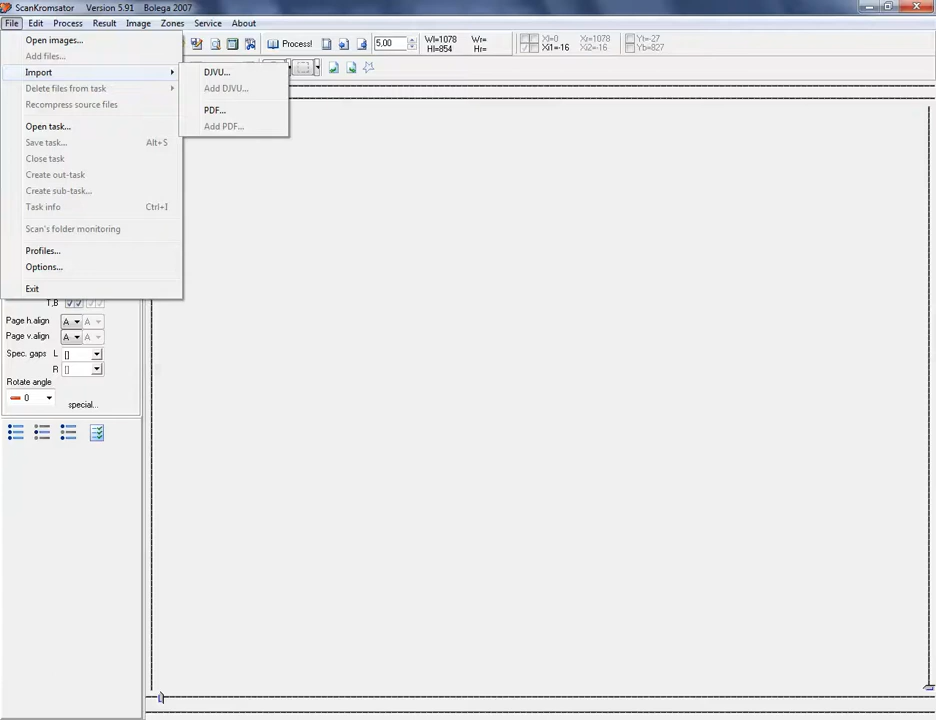 ScanKromsator Version 5.91 Bolega 2007
File Edit Process Result Image Zones Service About
Process! 5,00 Wl=1078 Wr= Xl=0 Xr=1078 Yt=-27
Hl=854 Hr= Xl1=-16 Xi2=-16 Yb=827
Open images...
Add files...
Import
Delete files from task
Recompress source files
Open task...
Save task... Alt+S
Close task
Create out-task
Create sub-task...
Task info Ctrl+I
Scan's folder monitoring
Profiles...
Options...
Exit
DJVU...
Add DJVU...
PDF...
Add PDF...
T,B
Page h.align A A
Page v.align A A
Spec. gaps L []
R []
Rotate angle
0
special...